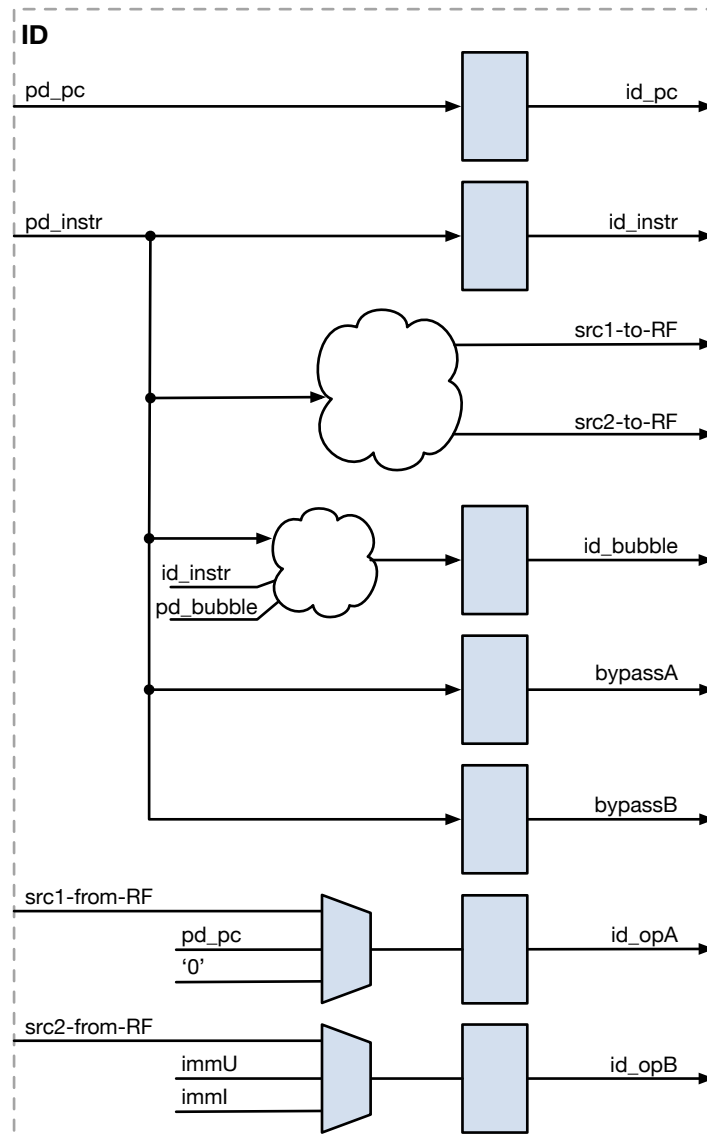 ID
pd_pc
id_pc
pd_instr
id_instr
src1-to-RF
src2-to-RF
id_instr
pd_bubble
id_bubble
bypassA
bypassB
src1-from-RF
pd_pc
‘0’
id_opA
src2-from-RF
immU
immI
id_opB